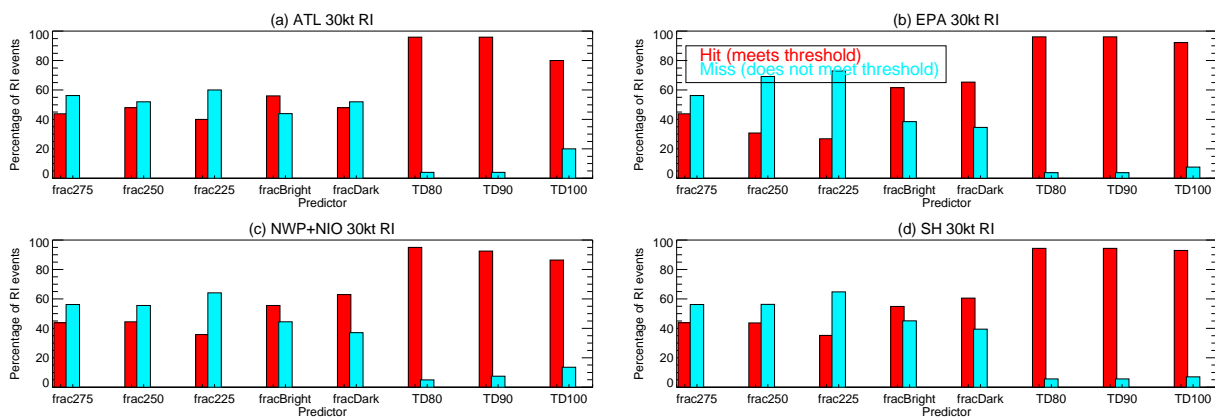 (a) ATL 30kt RI
Percentage of RI events
100
80
60
40
20
0
frac275 frac250 frac225 fracBright fracDark TD80 TD90 TD100
Predictor
(b) EPA 30kt RI
Hit (meets threshold)
Miss (does not meet threshold)
Percentage of RI events
100
80
60
40
20
0
frac275 frac250 frac225 fracBright fracDark TD80 TD90 TD100
Predictor
(c) NWP+NIO 30kt RI
Percentage of RI events
100
80
60
40
20
0
frac275 frac250 frac225 fracBright fracDark TD80 TD90 TD100
Predictor
(d) SH 30kt RI
Percentage of RI events
100
80
60
40
20
0
frac275 frac250 frac225 fracBright fracDark TD80 TD90 TD100
Predictor